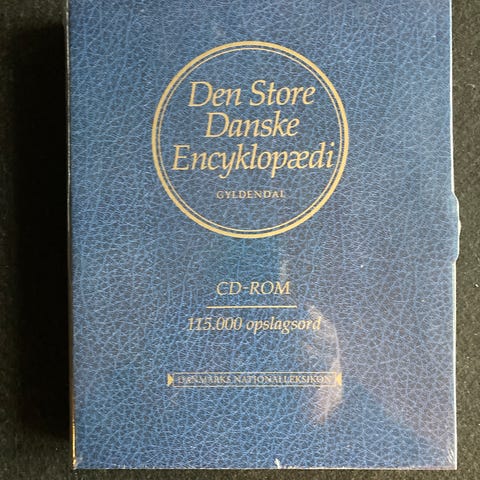 Den Store
Danske
Encyklopædi
GYLDENDAL
CD-ROM
115.000 opslagsord
DANMARKS NATIONALLEKSIKON